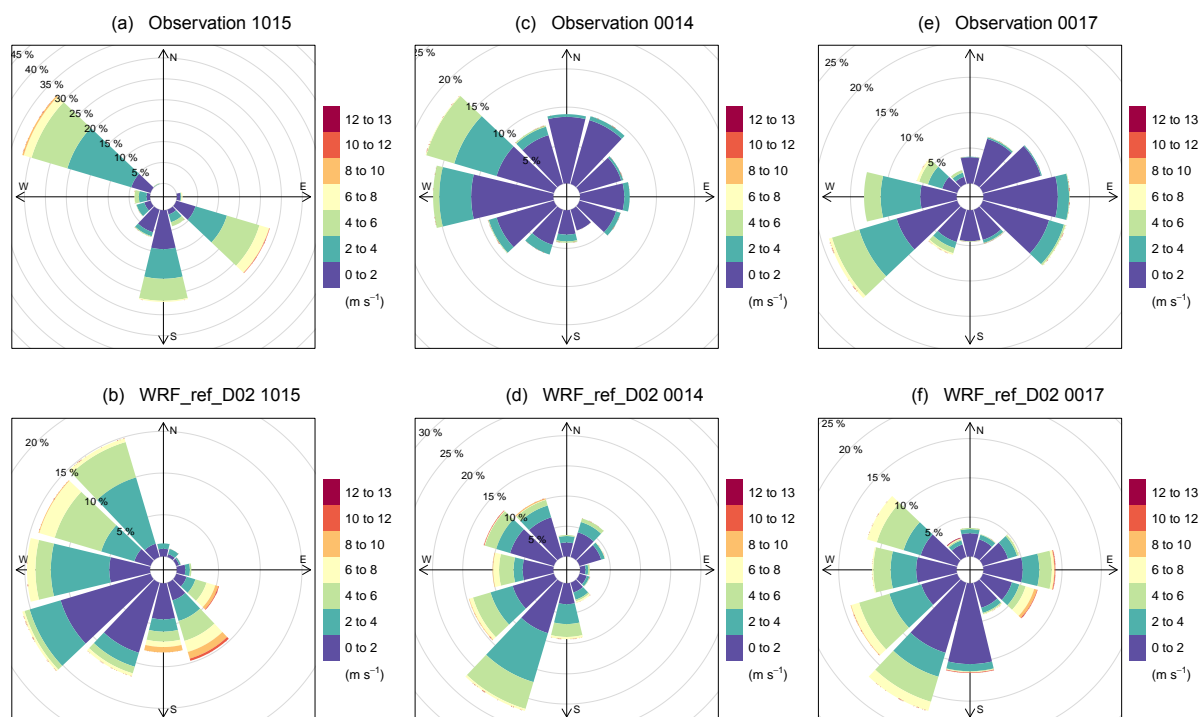 (a) Observation 1015
45 %
40 %
35 %
30 %
25 %
20 %
15 %
10 %
5 %
N
W
E
S
12 to 13
10 to 12
8 to 10
6 to 8
4 to 6
2 to 4
0 to 2
(m s⁻¹)
(c) Observation 0014
25 %
20 %
15 %
10 %
5 %
N
W
E
S
12 to 13
10 to 12
8 to 10
6 to 8
4 to 6
2 to 4
0 to 2
(m s⁻¹)
(e) Observation 0017
25 %
20 %
15 %
10 %
5 %
N
W
E
S
12 to 13
10 to 12
8 to 10
6 to 8
4 to 6
2 to 4
0 to 2
(m s⁻¹)
(b) WRF_ref_D02 1015
20 %
15 %
10 %
5 %
N
W
E
S
12 to 13
10 to 12
8 to 10
6 to 8
4 to 6
2 to 4
0 to 2
(m s⁻¹)
(d) WRF_ref_D02 0014
30 %
25 %
20 %
15 %
10 %
5 %
N
W
E
S
12 to 13
10 to 12
8 to 10
6 to 8
4 to 6
2 to 4
0 to 2
(m s⁻¹)
(f) WRF_ref_D02 0017
25 %
20 %
15 %
10 %
5 %
N
W
E
S
12 to 13
10 to 12
8 to 10
6 to 8
4 to 6
2 to 4
0 to 2
(m s⁻¹)